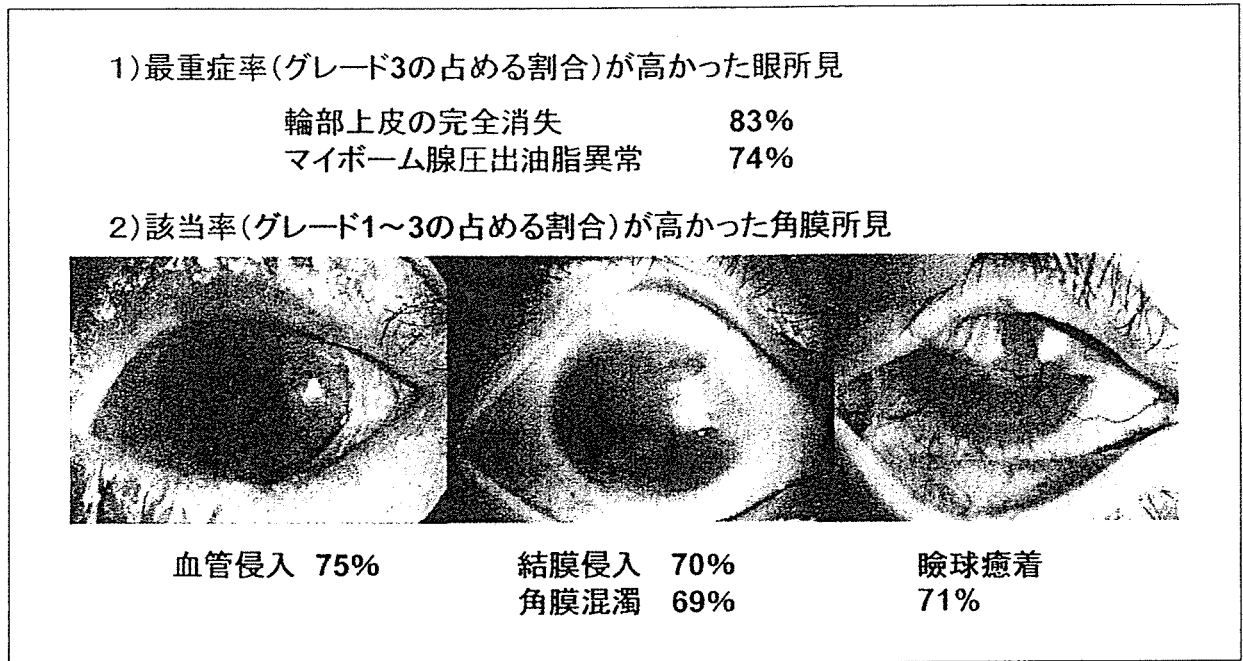 1)最重症率(グレード3の占める割合)が高かった眼所見
輪部上皮の完全消失 83%
マイボーム腺圧出油脂異常 74%
2)該当率(グレード1～3の占める割合)が高かった角膜所見
血管侵入 75%
結膜侵入 70%
角膜混濁 69%
瞼球癒着
71%